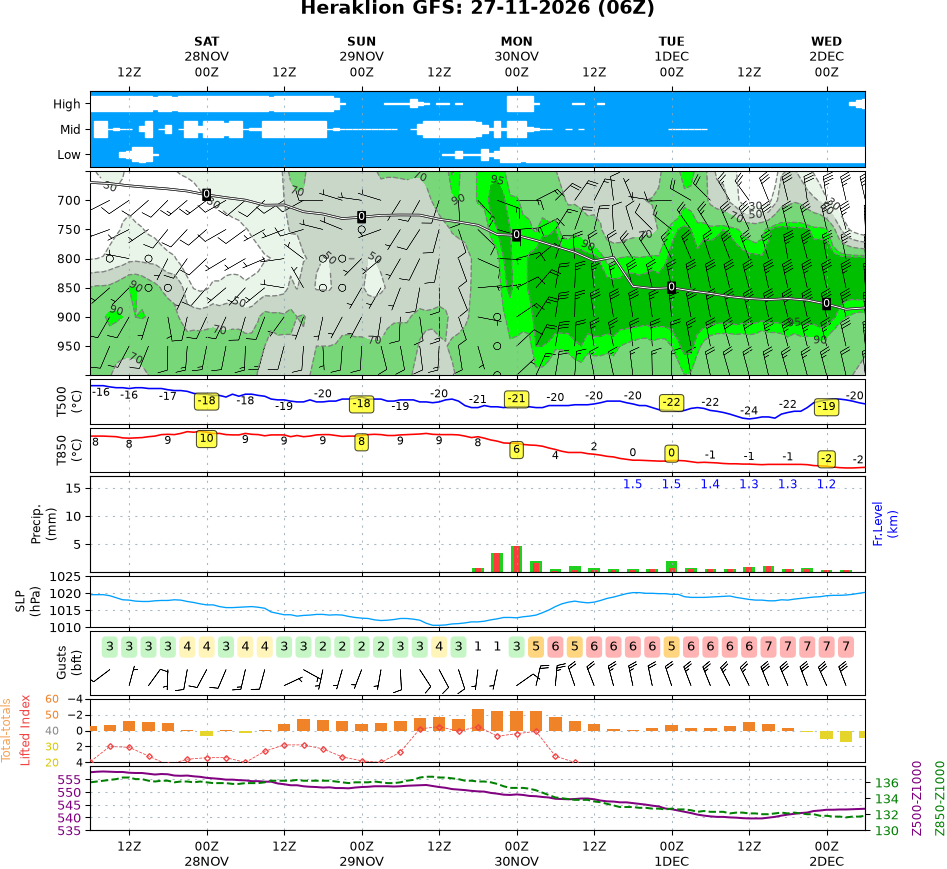 Heraklion GFS: 27-11-2026 (06Z)
SAT SUN MON TUE WED
28NOV 29NOV 30NOV 1DEC 2DEC
12Z 00Z 12Z 00Z 12Z 00Z 12Z 00Z 12Z 00Z
High
Mid
Low
700
750
800
850
900
950
0 0 0 0 0
T500
(°C)
-16 -16 -17 -18 -18 -19 -20 -18 -19 -20 -21 -21 -20 -20 -20 -22 -22 -24 -22 -19 -20
T850
(°C)
8 8 9 10 9 9 9 8 9 9 8 6 4 2 0 0 -1 -1 -1 -2 -2
Precip.
(mm)
15
10
5
1.5 1.5 1.4 1.3 1.3 1.2
Fr.Level
(km)
SLP
(hPa)
1025
1020
1015
1010
Gusts
(bft)
3 3 3 3 4 4 3 4 4 3 3 2 2 2 2 3 3 4 3 1 1 3 5 6 5 6 6 6 6 5 6 6 6 6 7 7 7 7 7
Total-totals
Lifted Index
60 −4
50 −2
40 0
30 2
20 4
555
550
545
540
535
136
134
132
130
Z500-Z1000
Z850-Z1000
12Z 00Z 12Z 00Z 12Z 00Z 12Z 00Z 12Z 00Z
28NOV 29NOV 30NOV 1DEC 2DEC